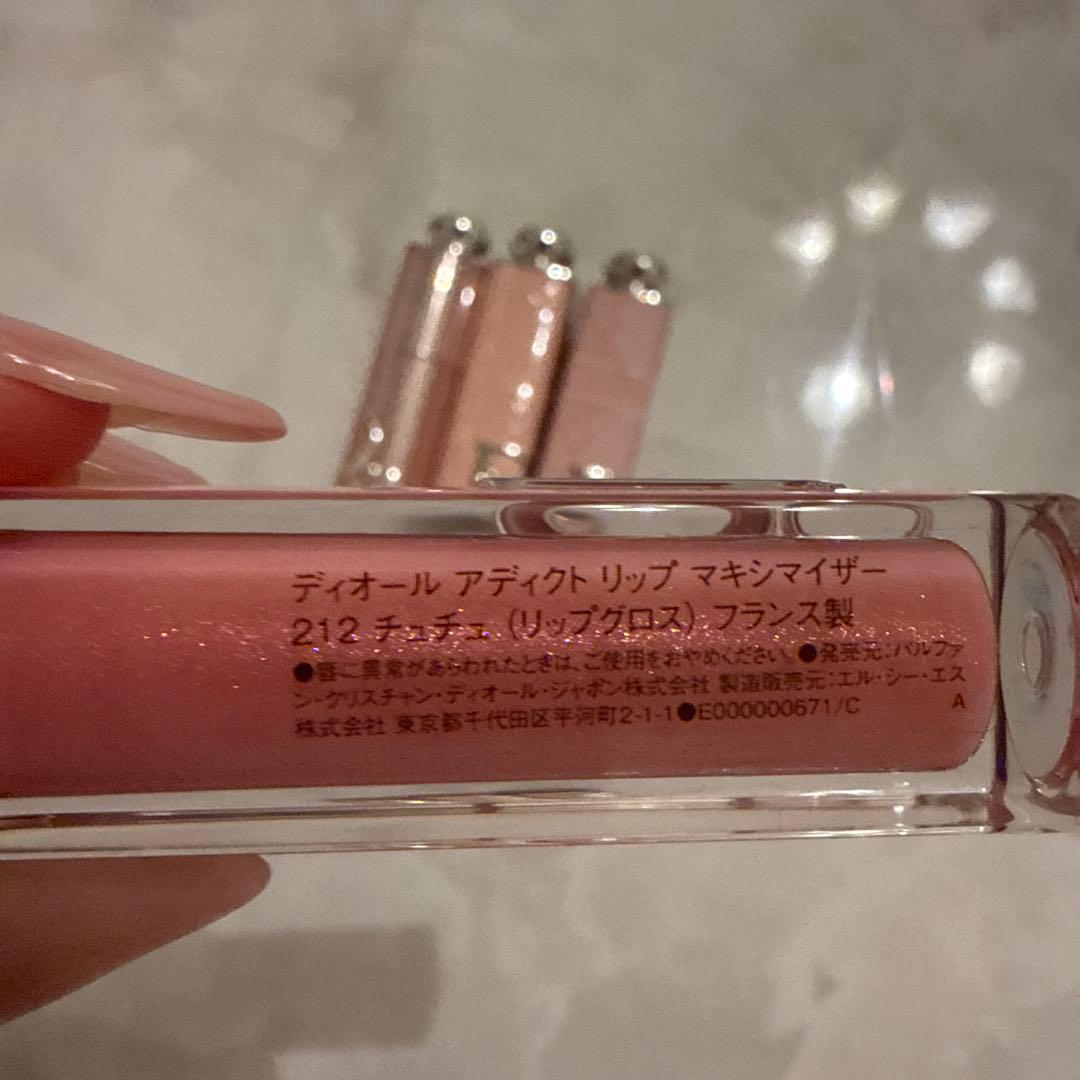 ディオール アディクト リップ マキシマイザー
212 チュチュ (リップグロス) フランス製
●唇に異常があらわれたときは、ご使用をおやめください。●発売元:パルファ
ン・クリスチャン・ディオール・ジャポン株式会社 製造販売元:エル・シー・エス
株式会社 東京都千代田区平河町2-1-1●E000000671/C A